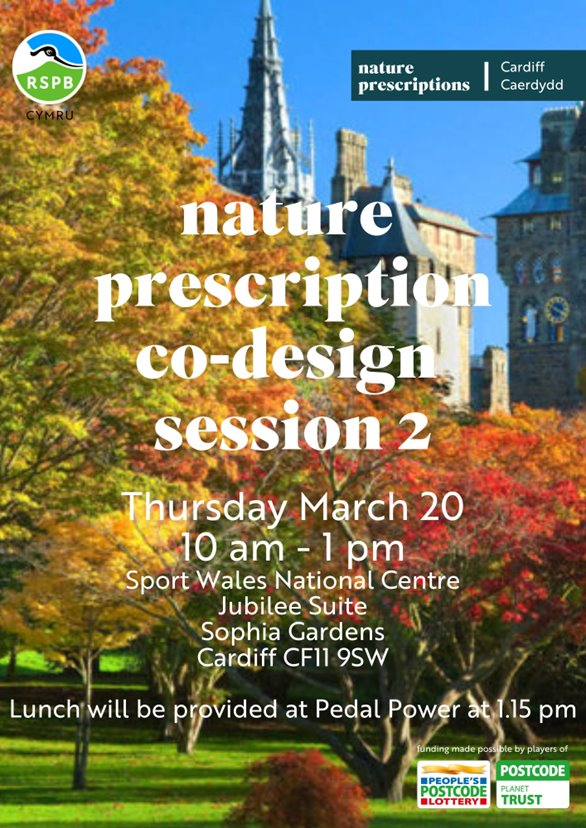 RSPB
CYMRU
nature prescriptions
Cardiff
Caerdydd
nature
prescription
co-design
session 2
Thursday March 20
10 am - 1 pm
Sport Wales National Centre
Jubilee Suite
Sophia Gardens
Cardiff CF11 9SW
Lunch will be provided at Pedal Power at 1.15 pm
funding made possible by players of
PEOPLE'S
POSTCODE
LOTTERY
POSTCODE
PLANET
TRUST